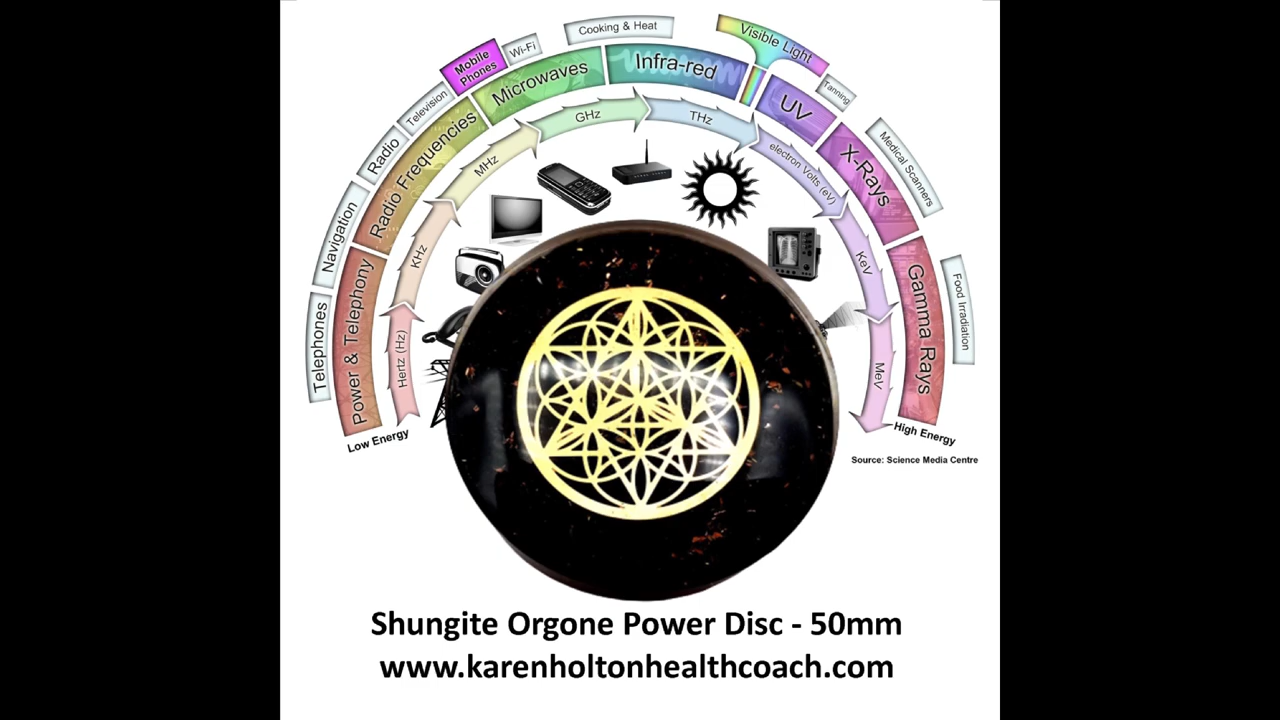 Cooking & Heat
Visible Light
Wi-Fi
Mobile
Phones
Microwaves
Infra-red
Television
UV
Tanning
Radio
Radio Frequencies
GHz
THz
MHz
electron Volts (eV)
X-Rays
Medical Scanners
Navigation
KHz
KeV
Telephones
Power & Telephony
Hertz (Hz)
MeV
Gamma Rays
Food Irradiation
Low Energy
High Energy
Source: Science Media Centre
Shungite Orgone Power Disc - 50mm
www.karenholtonhealthcoach.com